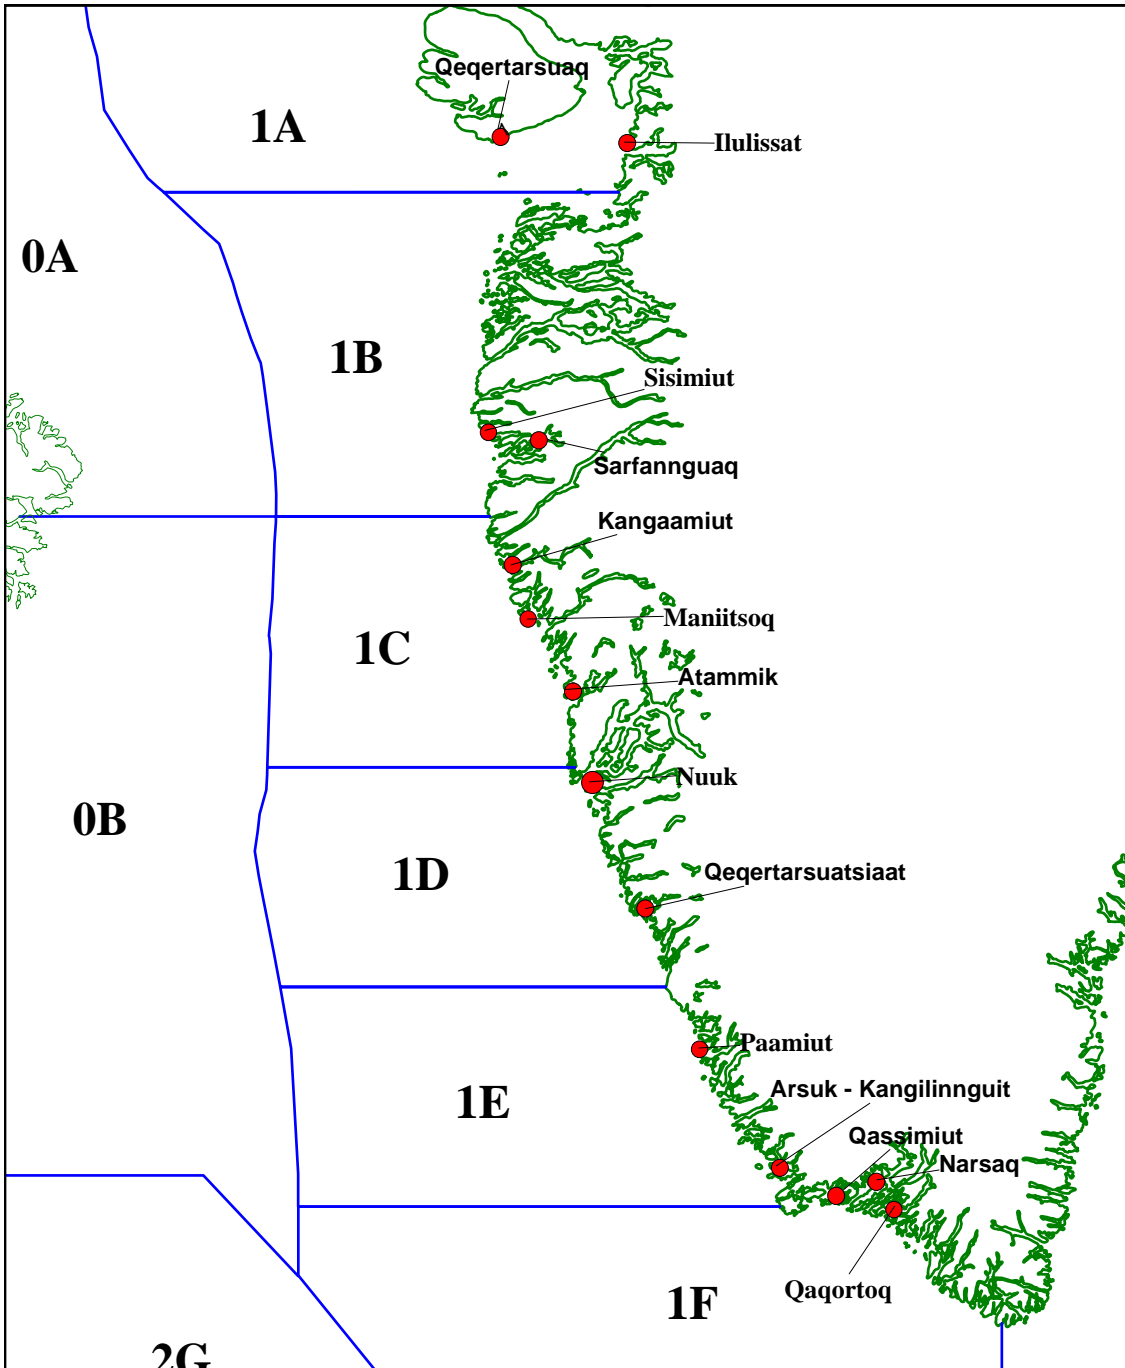 Qeqertarsuaq
1A
Ilulissat
0A
1B
Sisimiut
Sarfannguaq
Kangaamiut
Maniitsoq
1C
Atammik
Nuuk
0B
1D
Qeqertarsuatsiaat
Paamiut
1E
Arsuk - Kangilinnguit
Qassimiut
Narsaq
Qaqortoq
1F
2G